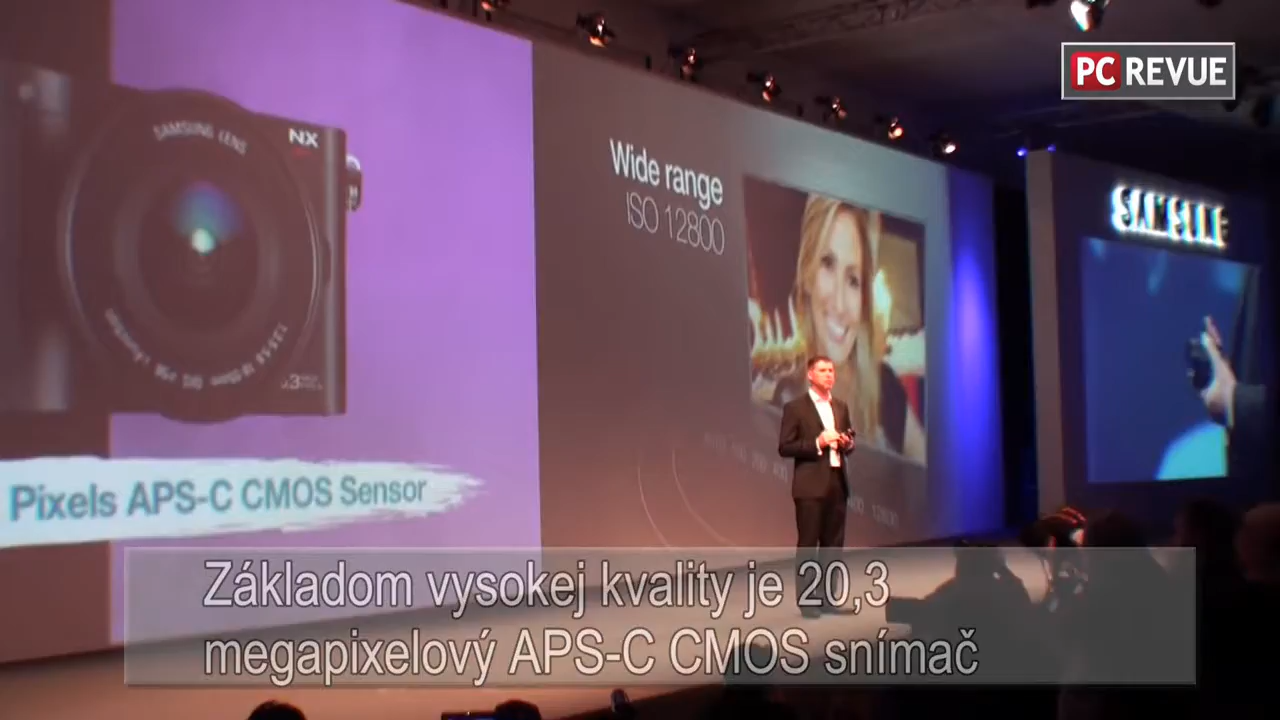 PC REVUE
SAMSUNG LENS
NX
Wide range
ISO 12800
SAMSUNG
Pixels APS-C CMOS Sensor
Základom vysokej kvality je 20,3
megapixelový APS-C CMOS snímač